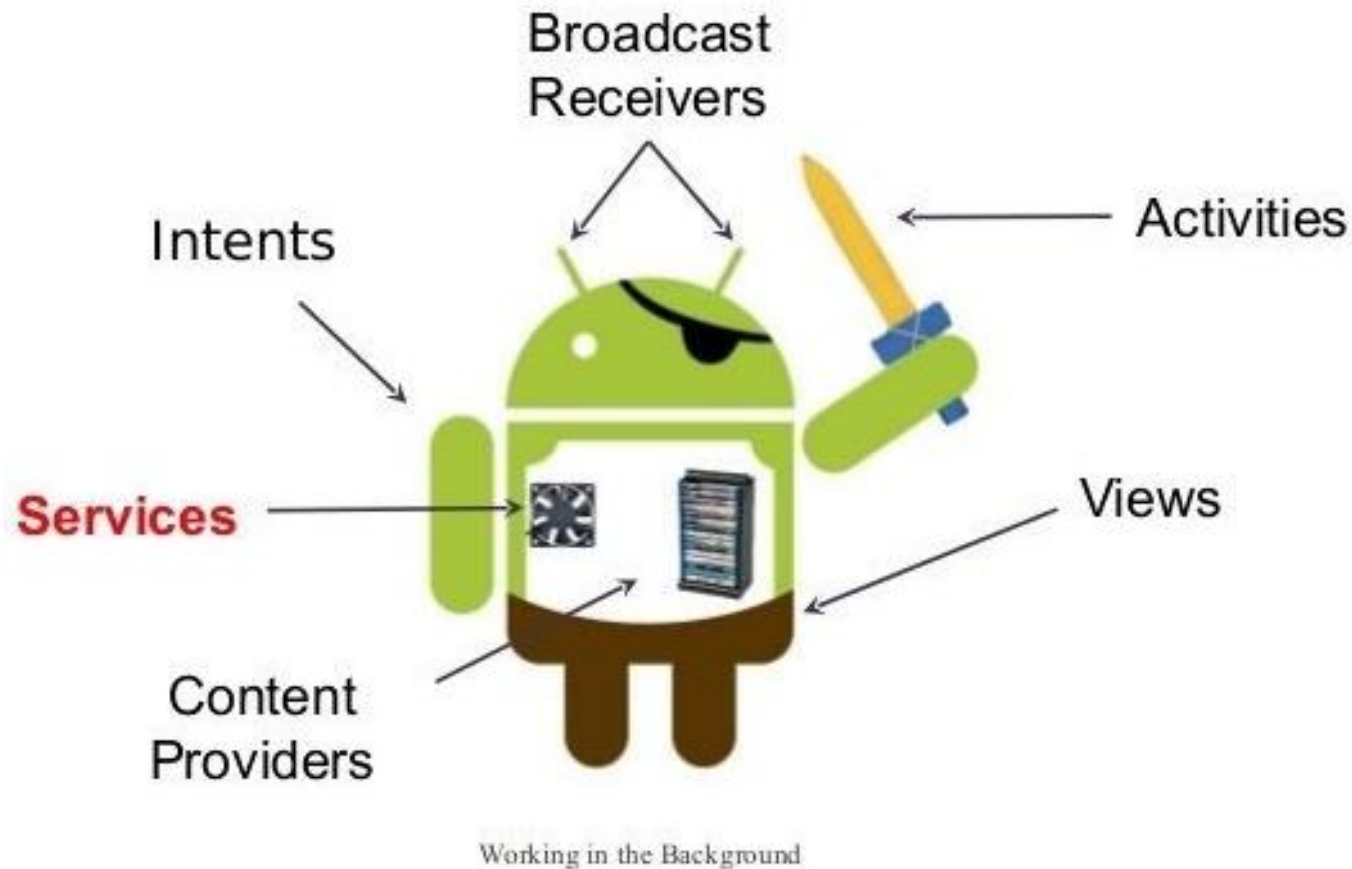 Broadcast
Receivers
Activities
Intents
Services
Views
Content
Providers
Working in the Background